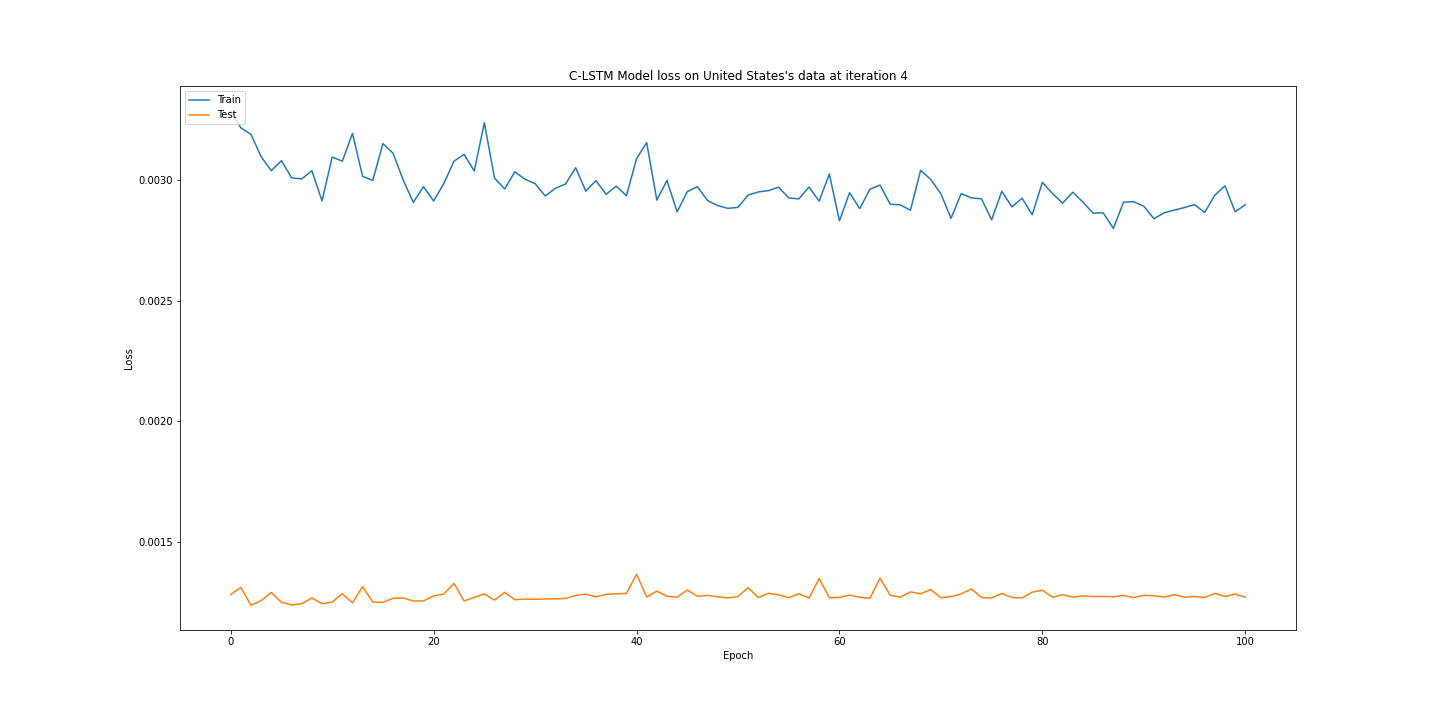 C-LSTM Model loss on United States's data at iteration 4
Train
Test
0.0030
0.0025
0.0020
0.0015
Loss
0 20 40 60 80 100
Epoch